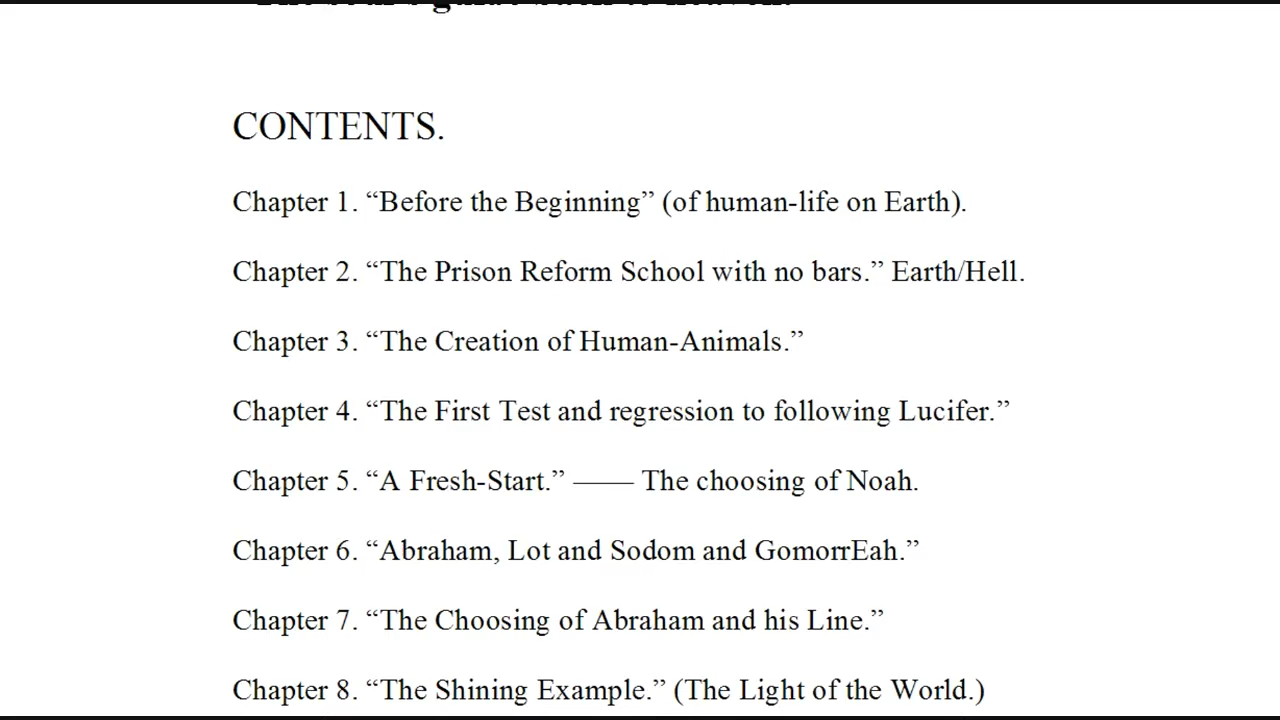 CONTENTS.
Chapter 1. “Before the Beginning” (of human-life on Earth).
Chapter 2. “The Prison Reform School with no bars.” Earth/Hell.
Chapter 3. “The Creation of Human-Animals.”
Chapter 4. “The First Test and regression to following Lucifer.”
Chapter 5. “A Fresh-Start.” —— The choosing of Noah.
Chapter 6. “Abraham, Lot and Sodom and GomorrEah.”
Chapter 7. “The Choosing of Abraham and his Line.”
Chapter 8. “The Shining Example.” (The Light of the World.)